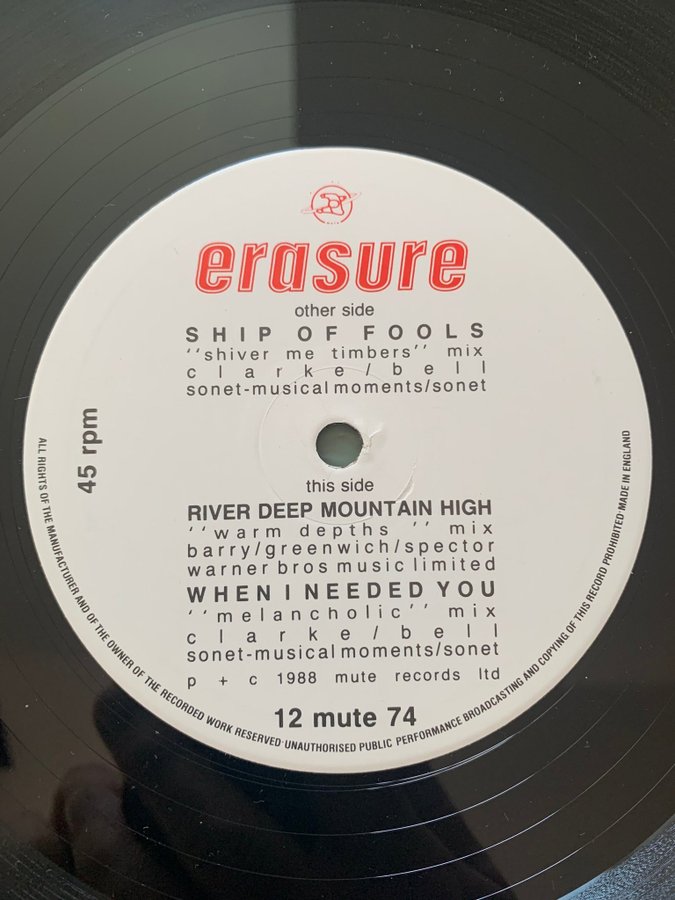 erasure
other side
SHIP OF FOOLS
‘‘shiver me timbers’’ mix
clarke/bell
sonet-musical moments/sonet
45 rpm
this side
RIVER DEEP MOUNTAIN HIGH
‘‘warm depths ’’ mix
barry/greenwich/spector
warner bros music limited
WHEN I NEEDED YOU
‘‘melancholic’’ mix
clarke/bell
sonet-musical moments/sonet
p + c 1988 mute records ltd
12 mute 74
ALL RIGHTS OF THE MANUFACTURER AND OF THE OWNER OF THE RECORDED WORK RESERVED·UNAUTHORISED PUBLIC PERFORMANCE BROADCASTING AND COPYING OF THIS RECORD PROHIBITED·MADE IN ENGLAND